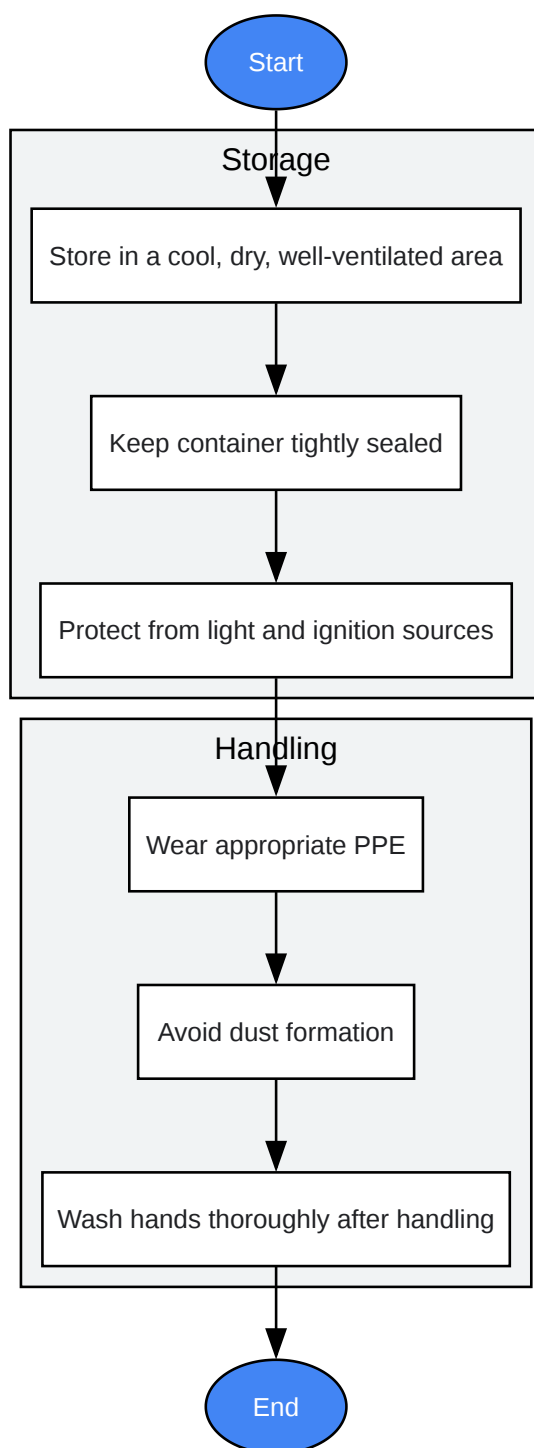 Start
Storage
Store in a cool, dry, well-ventilated area
Keep container tightly sealed
Protect from light and ignition sources
Handling
Wear appropriate PPE
Avoid dust formation
Wash hands thoroughly after handling
End